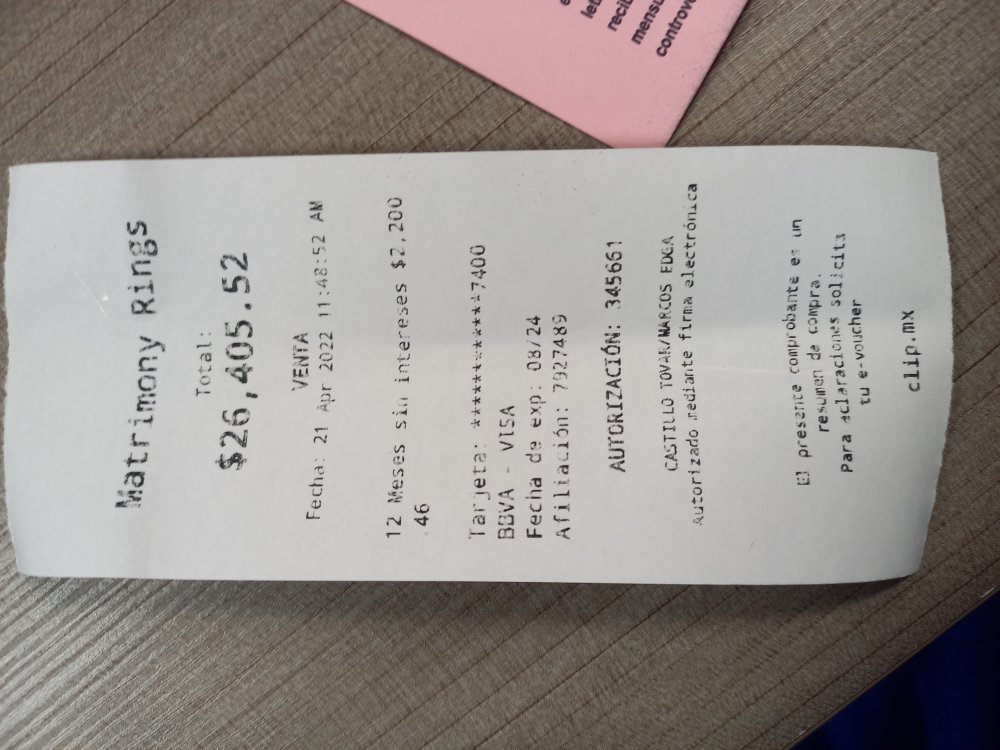 Matrimony Rings
Total:
$26,405.52
VENTA
Fecha: 21 Apr 2022 11:48:52 AM
12 Meses sin intereses $2,200
.46
Tarjeta: ************7400
BBVA - VISA
Fecha de exp: 08/24
Afiliación: 7927489
AUTORIZACIÓN: 345661
CASTILLO TOVAR/MARCOS EDGA
Autorizado mediante firma electrónica
El presente comprobante es un
resumen de compra.
Para aclaraciones solicita
tu e-voucher
clip.mx
mensu
controv